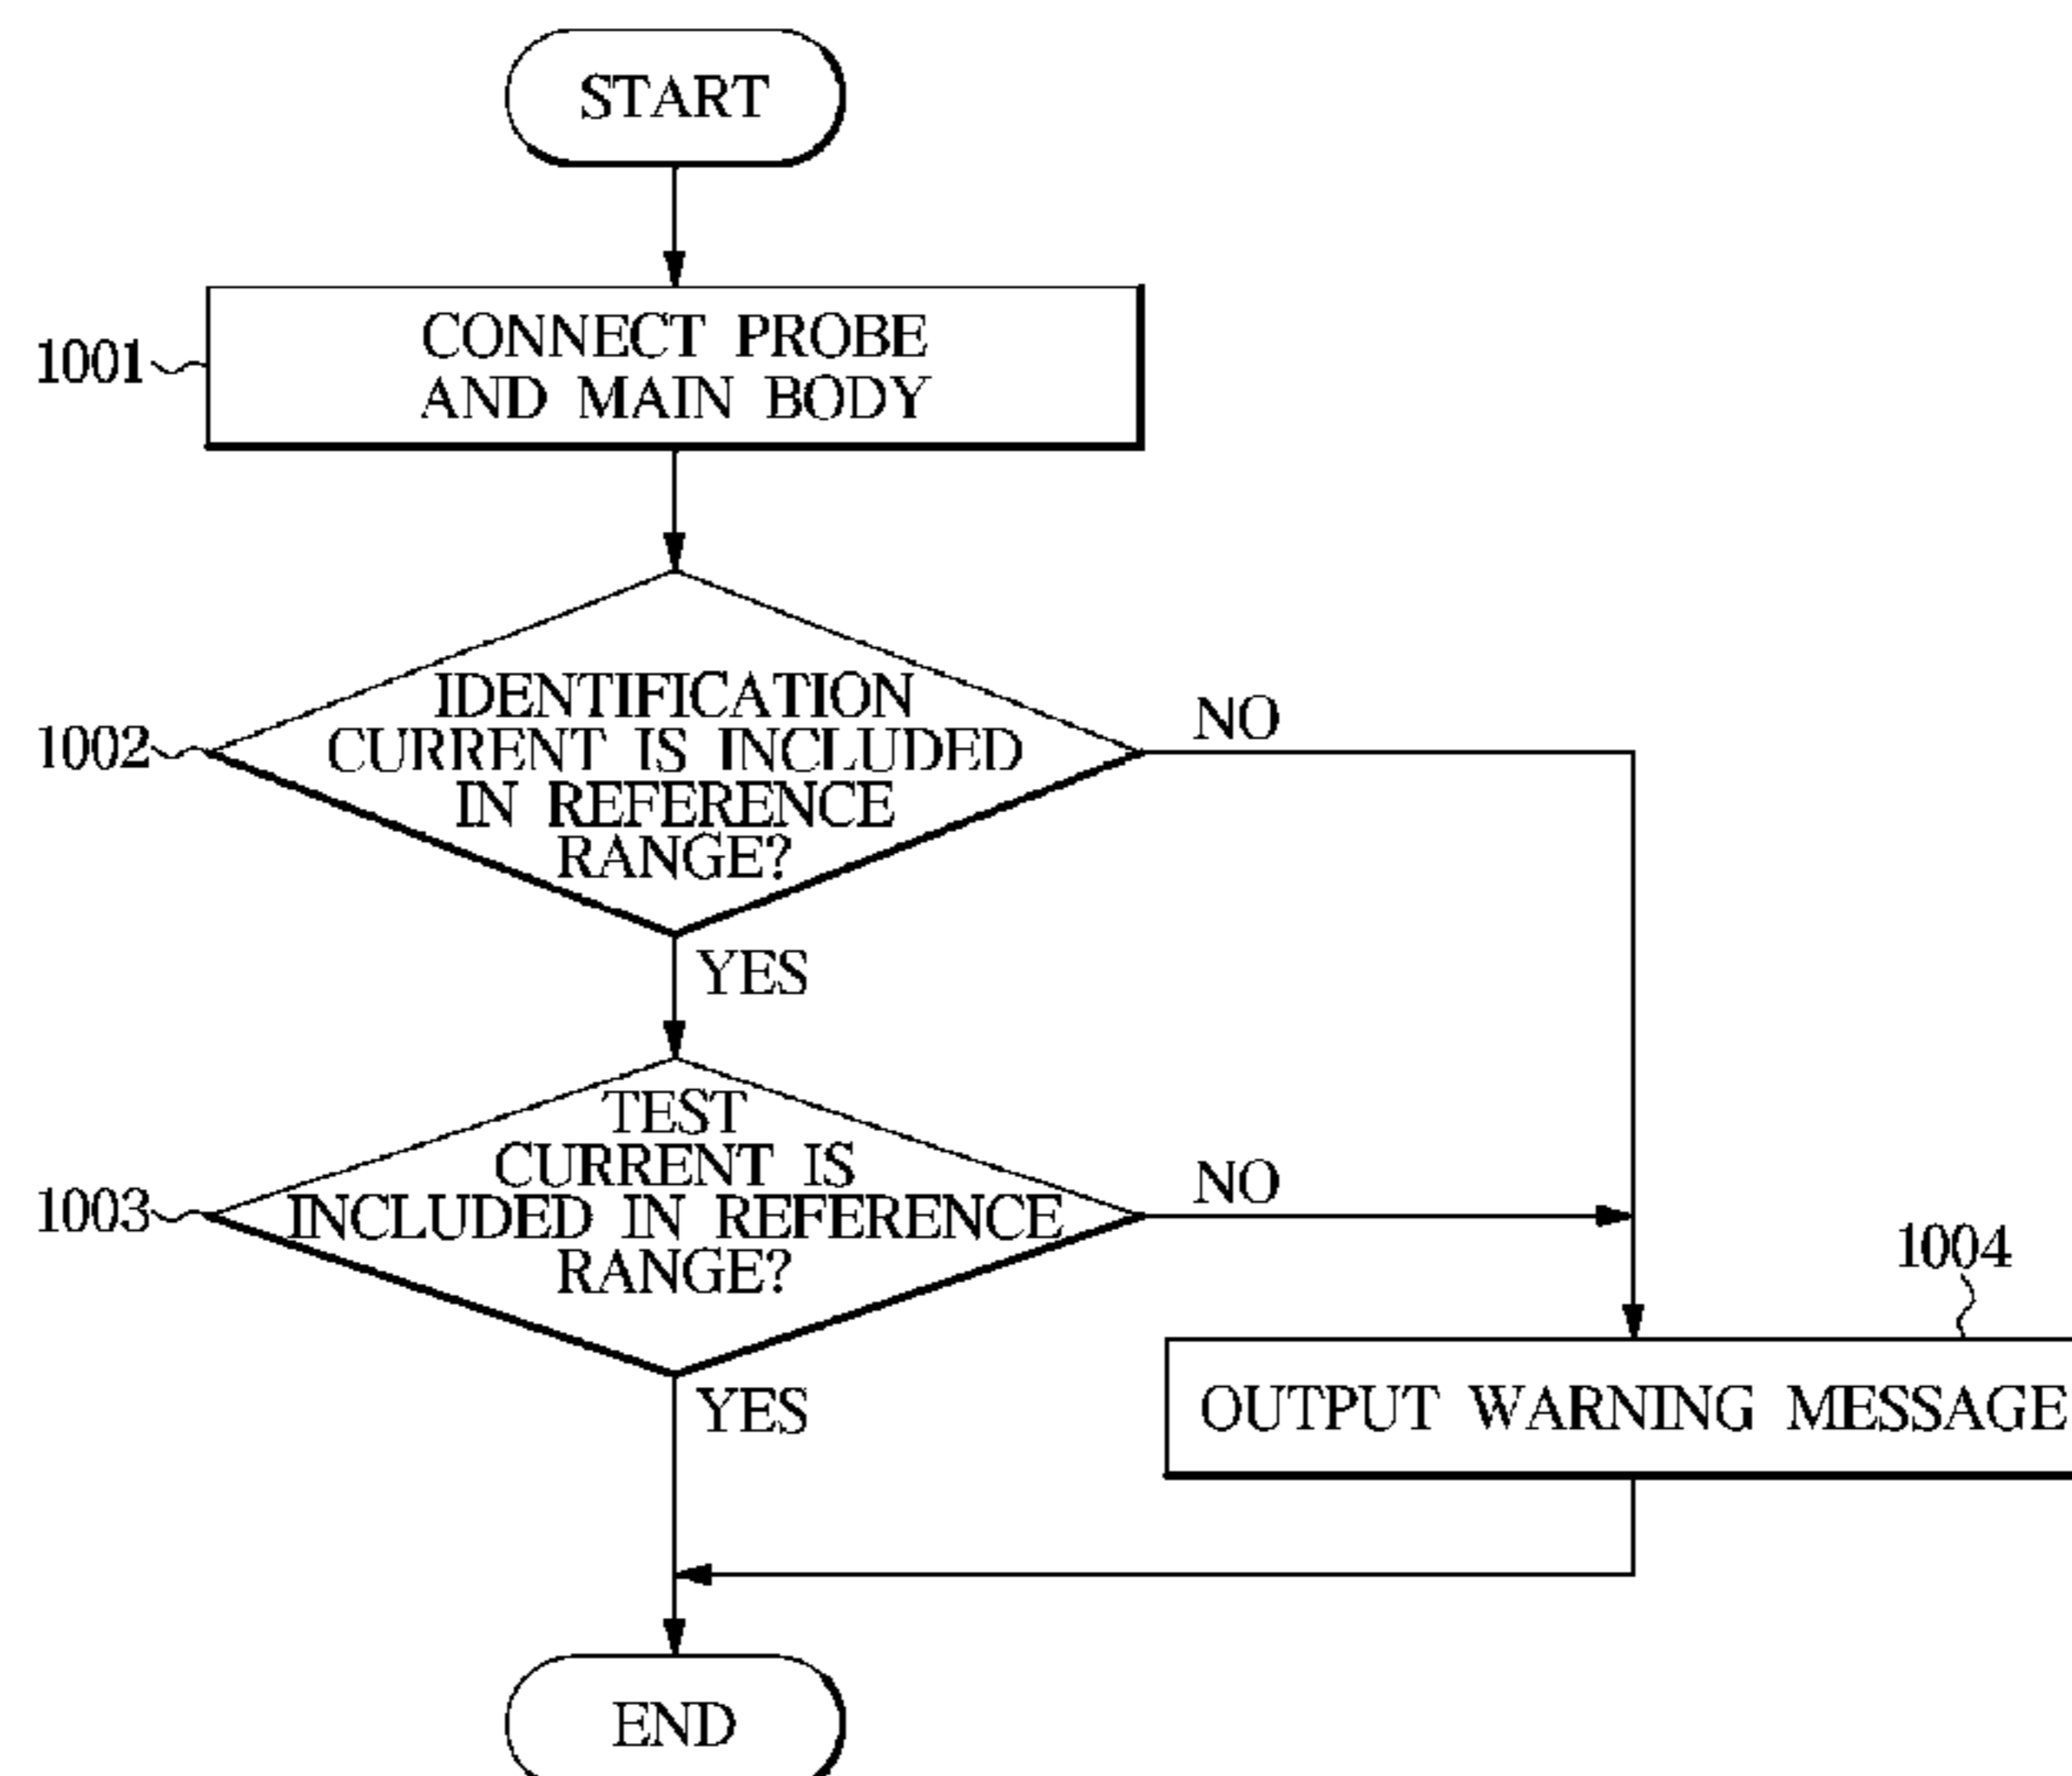 START
1001
CONNECT PROBE
AND MAIN BODY
1002
IDENTIFICATION
CURRENT IS INCLUDED
IN REFERENCE
RANGE?
NO
YES
1003
TEST
CURRENT IS
INCLUDED IN REFERENCE
RANGE?
NO
YES
1004
OUTPUT WARNING MESSAGE
END